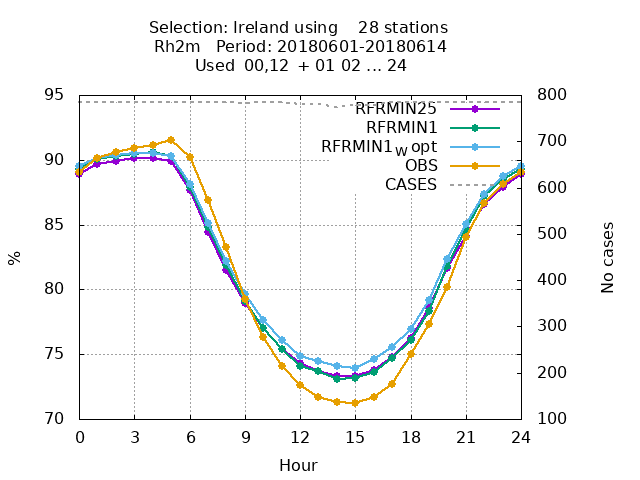 Selection: Ireland using    28 stations
Rh2m   Period: 20180601-20180614
Used  00,12  + 01 02 ... 24
95
90
85
80
75
70
800
700
600
500
400
300
200
100
%
No cases
RFRMIN25
RFRMIN1
RFRMIN1w opt
OBS
CASES
0 3 6 9 12 15 18 21 24
Hour